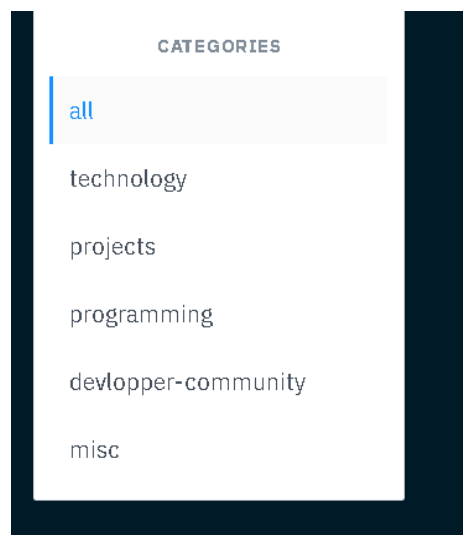 CATEGORIES
all
technology
projects
programming
devlopper-community
misc